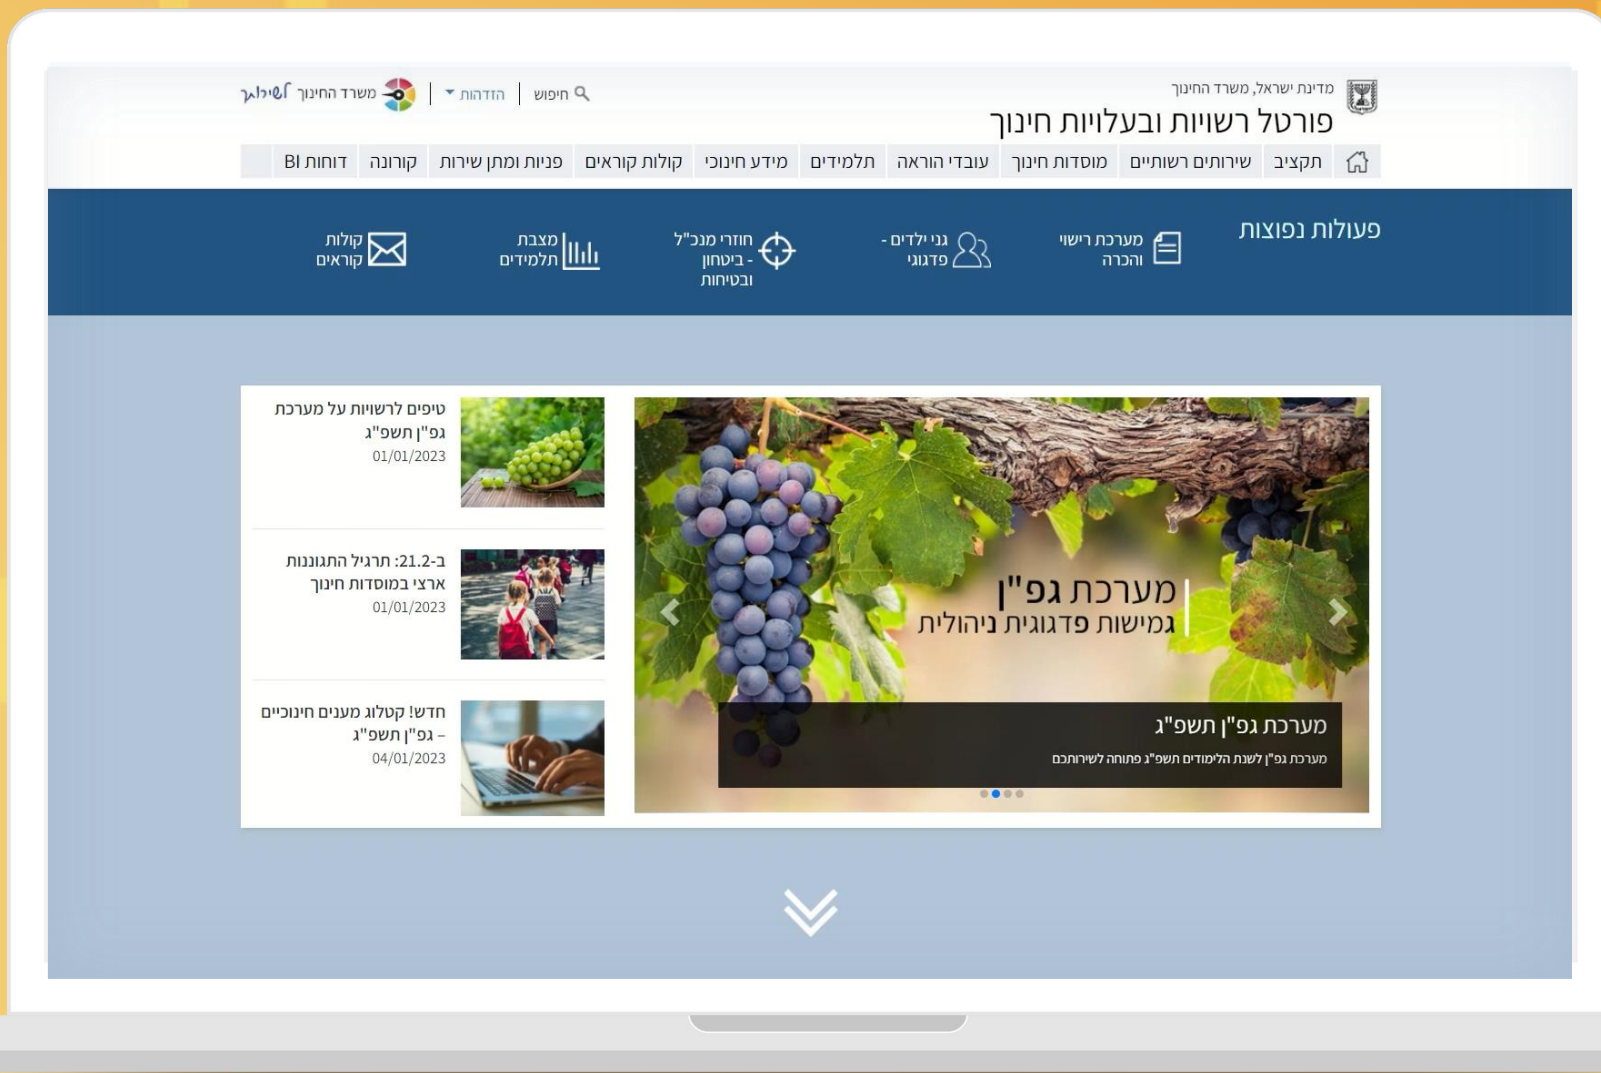 מדינת ישראל, משרד החינוך
פורטל רשויות ובעלויות חינוך
חיפוש
הזדהות
משרד החינוך לשירותך
תקציב
שירותים רשותיים
מוסדות חינוך
עובדי הוראה
תלמידים
מידע חינוכי
קולות קוראים
פניות ומתן שירות
קורונה
דוחות BI
פעולות נפוצות
מערכת רישוי
והכרה
גני ילדים -
פדגוגי
חוזרי מנכ"ל
- ביטחון
ובטיחות
מצבת
תלמידים
קולות
קוראים
מערכת גפ"ן
גמישות פדגוגית ניהולית
מערכת גפ"ן תשפ"ג
מערכת גפ"ן לשנת הלימודים תשפ"ג פתוחה לשירותכם
טיפים לרשויות על מערכת
גפ"ן תשפ"ג
01/01/2023
ב-21.2: תרגיל התגוננות
ארצי במוסדות חינוך
01/01/2023
חדש! קטלוג מענים חינוכיים
– גפ"ן תשפ"ג
04/01/2023